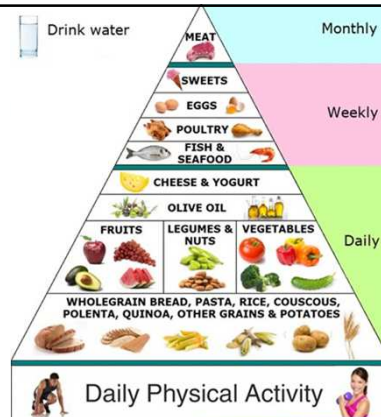 Drink water
Monthly
MEAT
SWEETS
EGGS
Weekly
POULTRY
FISH &
SEAFOOD
CHEESE & YOGURT
OLIVE OIL
Daily
FRUITS
LEGUMES &
NUTS
VEGETABLES
WHOLEGRAIN BREAD, PASTA, RICE, COUSCOUS,
POLENTA, QUINOA, OTHER GRAINS & POTATOES
Daily Physical Activity